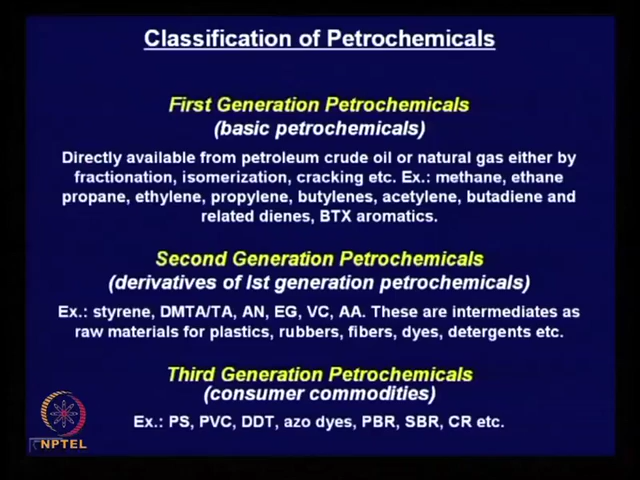 Classification of Petrochemicals
First Generation Petrochemicals
(basic petrochemicals)
Directly available from petroleum crude oil or natural gas either by
fractionation, isomerization, cracking etc. Ex.: methane, ethane
propane, ethylene, propylene, butylenes, acetylene, butadiene and
related dienes, BTX aromatics.
Second Generation Petrochemicals
(derivatives of Ist generation petrochemicals)
Ex.: styrene, DMTA/TA, AN, EG, VC, AA. These are intermediates as
raw materials for plastics, rubbers, fibers, dyes, detergents etc.
Third Generation Petrochemicals
(consumer commodities)
Ex.: PS, PVC, DDT, azo dyes, PBR, SBR, CR etc.
NPTEL